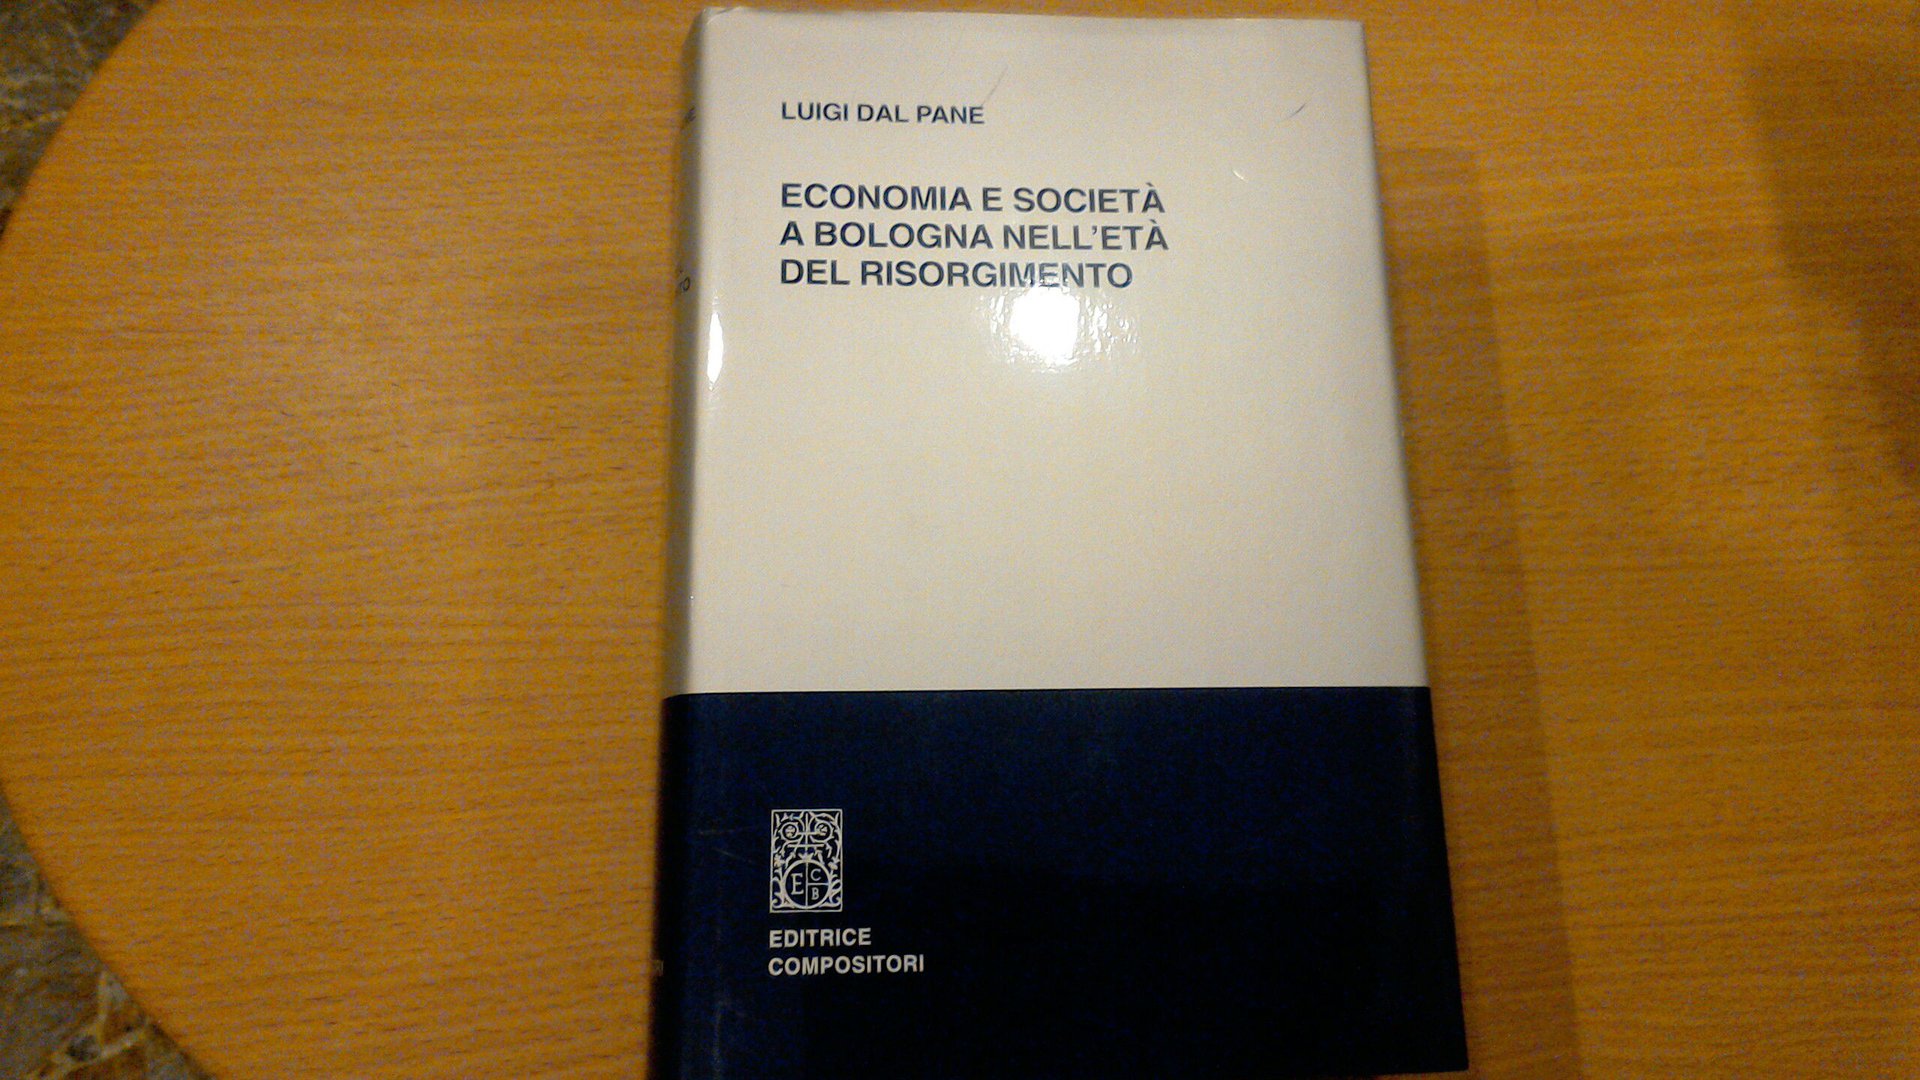 LUIGI DAL PANE
ECONOMIA E SOCIETÀ
A BOLOGNA NELL'ETÀ
DEL RISORGIMENTO
E C
B
EDITRICE
COMPOSITORI